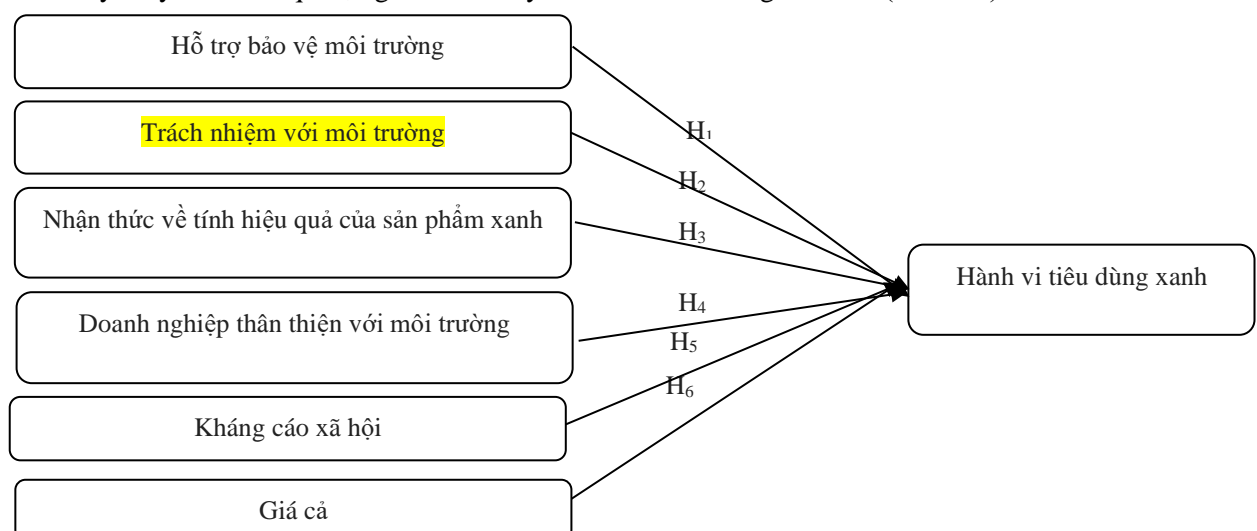 Hỗ trợ bảo vệ môi trường
Trách nhiệm với môi trường
H₁
H₂
Nhận thức về tính hiệu quả của sản phẩm xanh
H₃
Hành vi tiêu dùng xanh
H₄
Doanh nghiệp thân thiện với môi trường
H₅
H₆
Kháng cáo xã hội
Giá cả